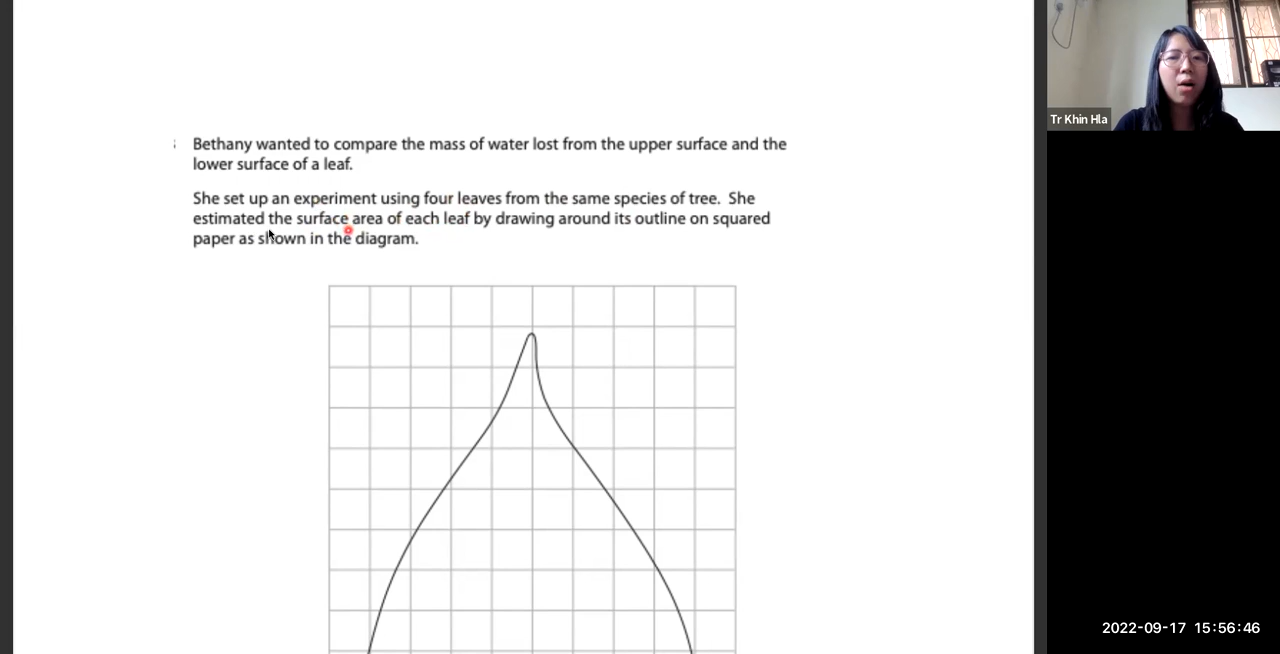 Bethany wanted to compare the mass of water lost from the upper surface and the
lower surface of a leaf.
She set up an experiment using four leaves from the same species of tree. She
estimated the surface area of each leaf by drawing around its outline on squared
paper as shown in the diagram.
Tr Khin Hla
2022-09-17 15:56:46